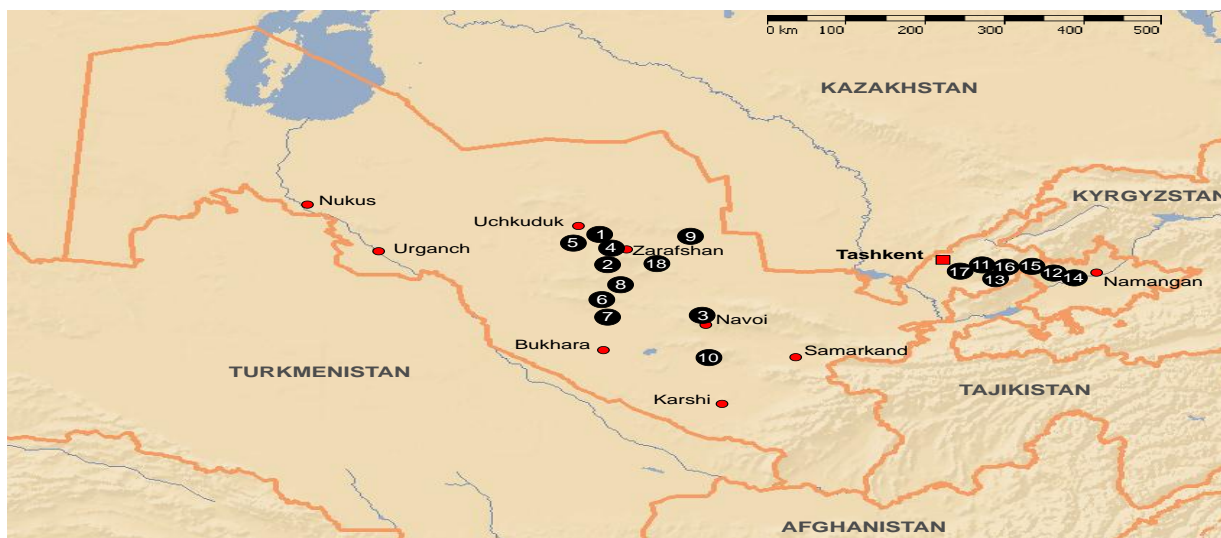 0 km 100 200 300 400 500
KAZAKHSTAN
KYRGYZSTAN
Nukus
Uchkuduk
1
9
5
4
Zarafshan
Urganch
Tashkent
2
18
17
11
16
15
13
12
14
Namangan
8
6
7
3
Navoi
Bukhara
10
Samarkand
TURKMENISTAN
Karshi
TAJIKISTAN
AFGHANISTAN